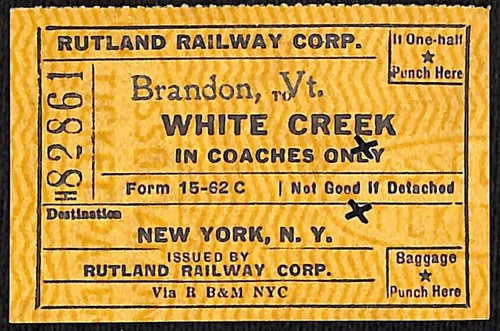 RUTLAND RAILWAY CORP.
If One-half
★
Punch Here
H82861
Brandon, Vt.
TO
WHITE CREEK
IN COACHES ONLY
Form 15-62 C | Not Good If Detached
Destination
NEW YORK, N. Y.
ISSUED BY
RUTLAND RAILWAY CORP.
Via R B&M NYC
Baggage
★
Punch Here